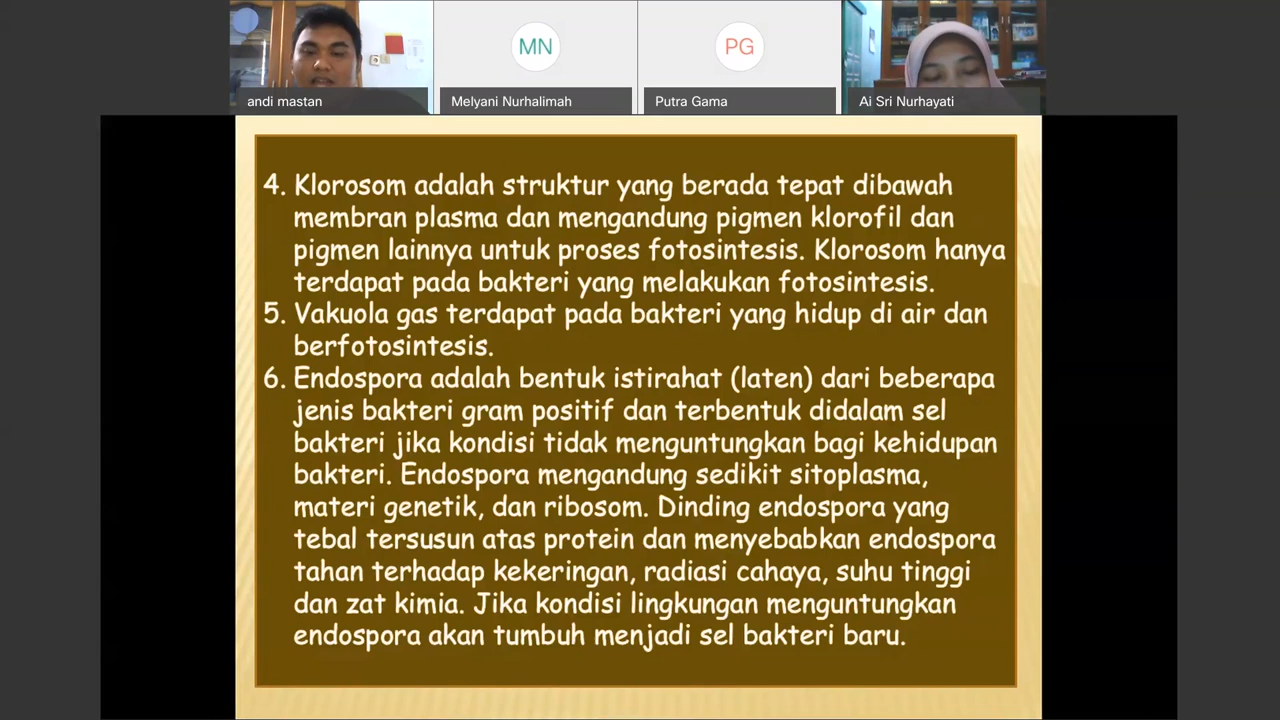 MN
PG
andi mastan
Melyani Nurhalimah
Putra Gama
Ai Sri Nurhayati
4. Klorosom adalah struktur yang berada tepat dibawah
membran plasma dan mengandung pigmen klorofil dan
pigmen lainnya untuk proses fotosintesis. Klorosom hanya
terdapat pada bakteri yang melakukan fotosintesis.
5. Vakuola gas terdapat pada bakteri yang hidup di air dan
berfotosintesis.
6. Endospora adalah bentuk istirahat (laten) dari beberapa
jenis bakteri gram positif dan terbentuk didalam sel
bakteri jika kondisi tidak menguntungkan bagi kehidupan
bakteri. Endospora mengandung sedikit sitoplasma,
materi genetik, dan ribosom. Dinding endospora yang
tebal tersusun atas protein dan menyebabkan endospora
tahan terhadap kekeringan, radiasi cahaya, suhu tinggi
dan zat kimia. Jika kondisi lingkungan menguntungkan
endospora akan tumbuh menjadi sel bakteri baru.